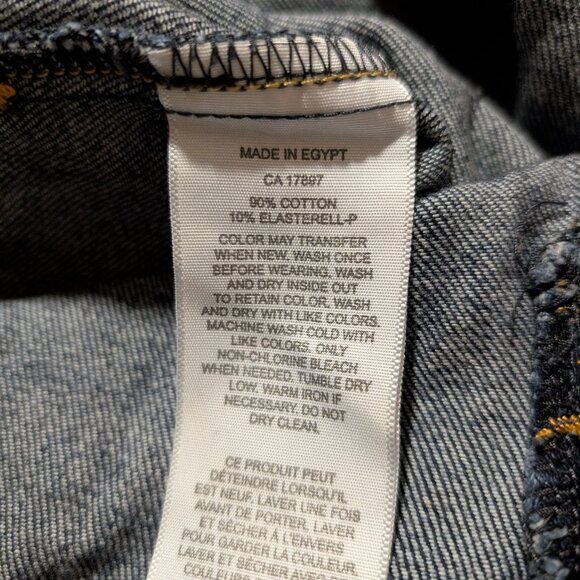 MADE IN EGYPT
CA 17897
90% COTTON
10% ELASTERELL-P
COLOR MAY TRANSFER
WHEN NEW. WASH ONCE
BEFORE WEARING. WASH
AND DRY INSIDE OUT
TO RETAIN COLOR. WASH
AND DRY WITH LIKE COLORS.
MACHINE WASH COLD WITH
LIKE COLORS. ONLY
NON-CHLORINE BLEACH
WHEN NEEDED. TUMBLE DRY
LOW. WARM IRON IF
NECESSARY. DO NOT
DRY CLEAN.
CE PRODUIT PEUT
DÉTEINDRE LORSQU'IL
EST NEUF. LAVER UNE FOIS
AVANT DE PORTER. LAVER
ET SÉCHER À L'ENVERS
POUR GARDER LA COULEUR.
LAVER ET SÉCHER AVEC DES
COULEURS